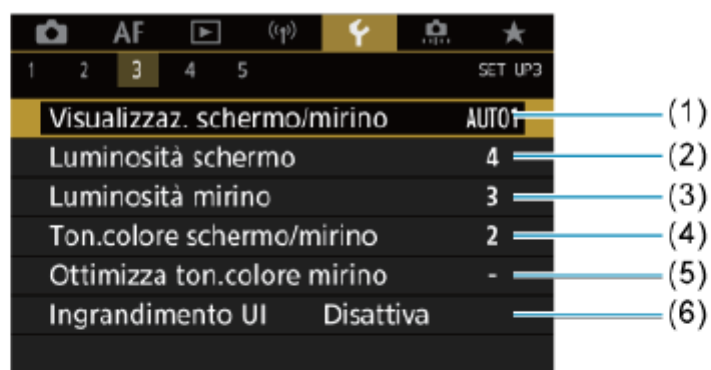 AF
1 2 3 4 5 SET UP3
Visualizzaz. schermo/mirino AUTO1 (1)
Luminosità schermo 4 (2)
Luminosità mirino 3 (3)
Ton.colore schermo/mirino 2 (4)
Ottimizza ton.colore mirino - (5)
Ingrandimento UI Disattiva (6)